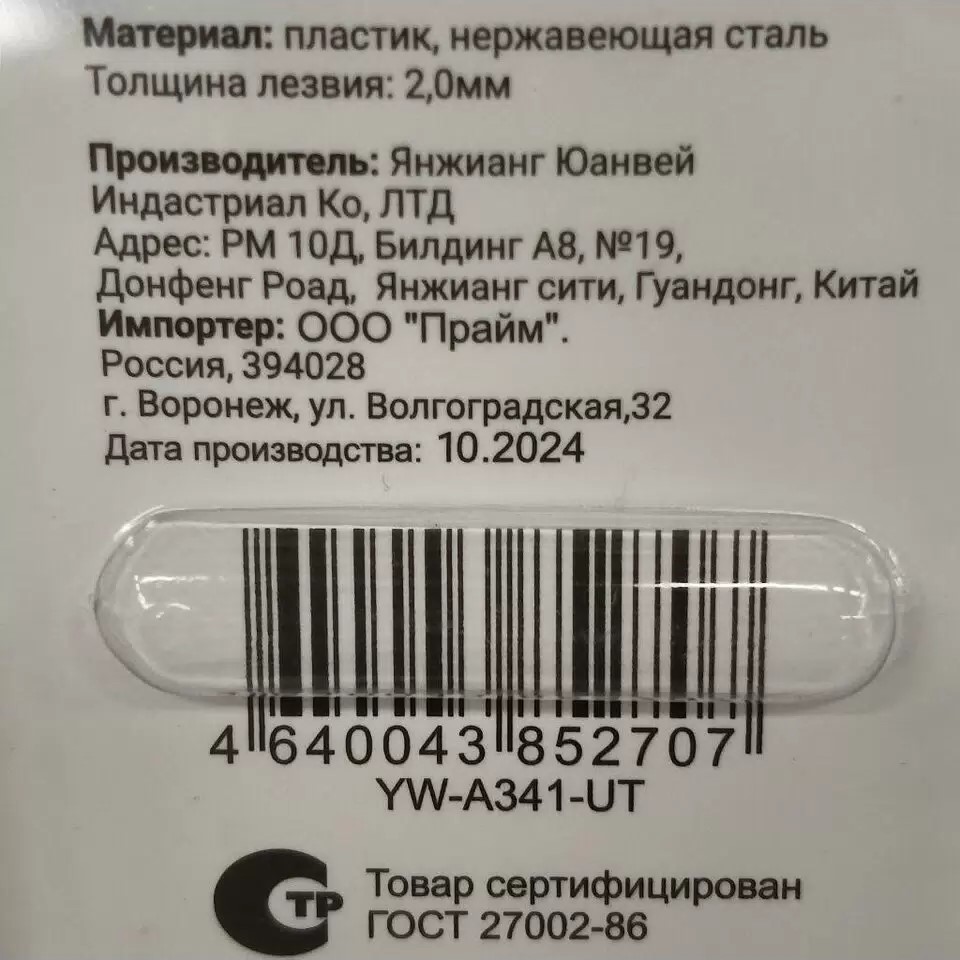 Материал: пластик, нержавеющая сталь
Толщина лезвия: 2,0мм
Производитель: Янжианг Юанвей
Индастриал Ко, ЛТД
Адрес: РМ 10Д, Билдинг А8, №19,
Донфенг Роад, Янжианг сити, Гуандонг, Китай
Импортер: ООО "Прайм".
Россия, 394028
г. Воронеж, ул. Волгоградская,32
Дата производства: 10.2024
4 640043 852707
YW-A341-UT
СТР Товар сертифицирован
ГОСТ 27002-86